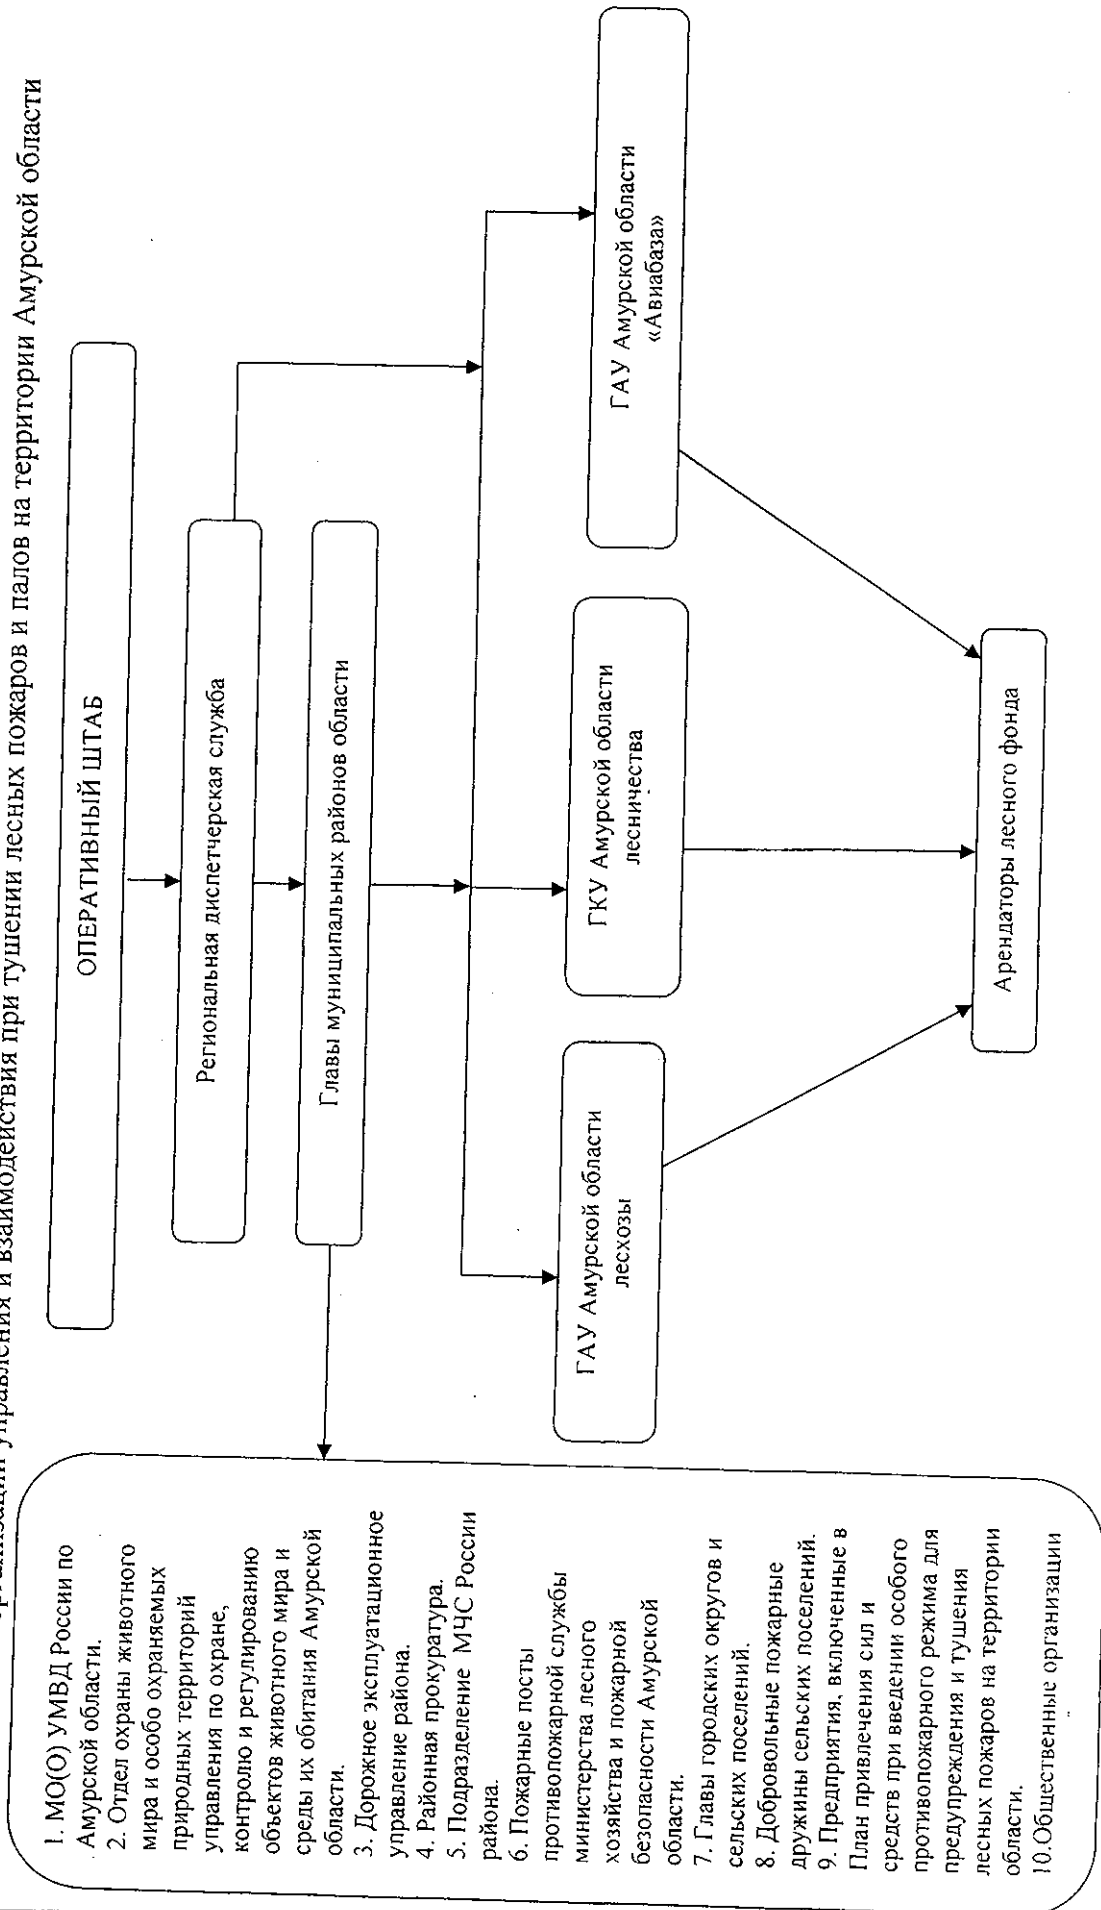 управления и взаимодействия при тушении лесных пожаров и палов на территории Амурской области
ОПЕРАТИВНЫЙ ШТАБ
Региональная диспетчерская служба
Главы муниципальных районов области
ГАУ Амурской области
лесхозы
ГКУ Амурской области
лесничества
ГАУ Амурской области
«Авиабаза»
Арендаторы лесного фонда
1. МО(О) УМВД России по
Амурской области.
2. Отдел охраны животного
мира и особо охраняемых
природных территорий
управления по охране,
контролю и регулированию
объектов животного мира и
среды их обитания Амурской
области.
3. Дорожное эксплуатационное
управление района.
4. Районная прокуратура.
5. Подразделение МЧС России
района.
6. Пожарные посты
противопожарной службы
министерства лесного
хозяйства и пожарной
безопасности Амурской
области.
7. Главы городских округов и
сельских поселений.
8. Добровольные пожарные
дружины сельских поселений.
9. Предприятия, включенные в
План привлечения сил и
средств при введении особого
противопожарного режима для
предупреждения и тушения
лесных пожаров на территории
области.
10.Общественные организации